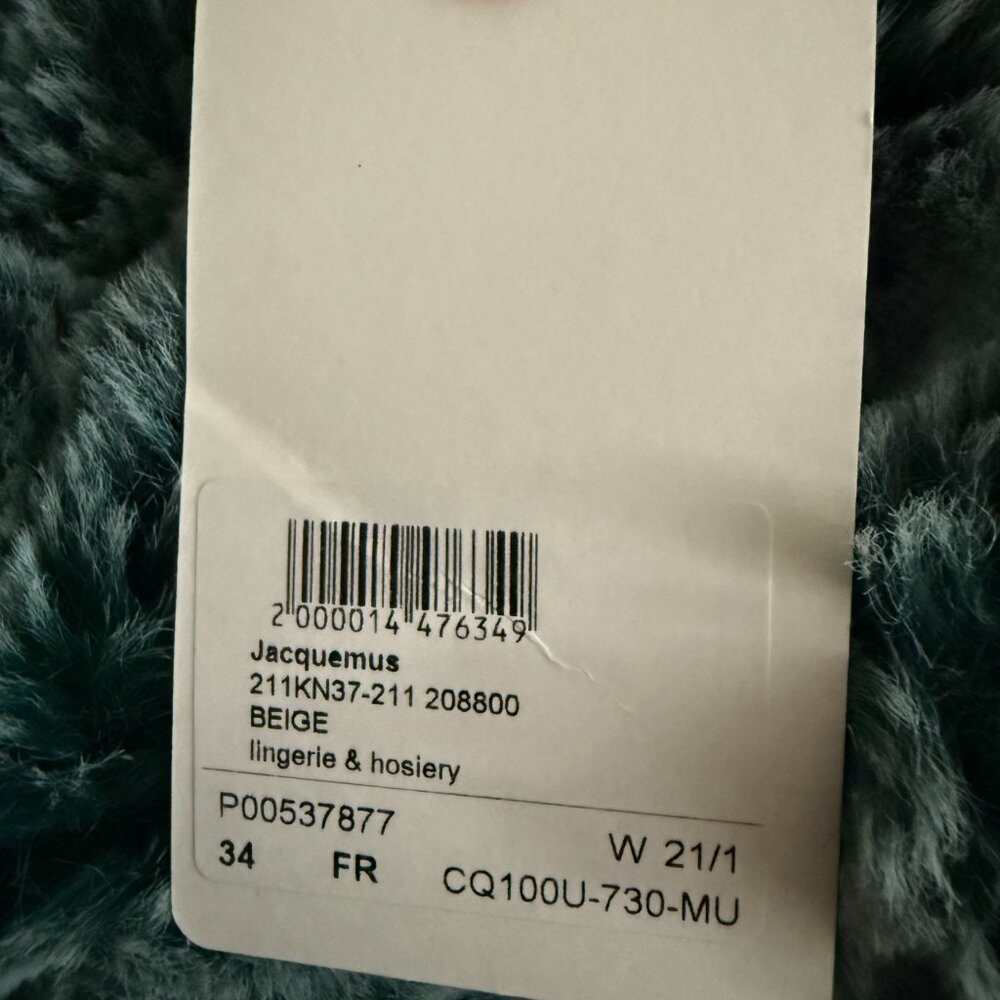 2 000014 476349
Jacquemus
211KN37-211 208800
BEIGE
lingerie & hosiery
P00537877
W 21/1
34 FR
CQ100U-730-MU